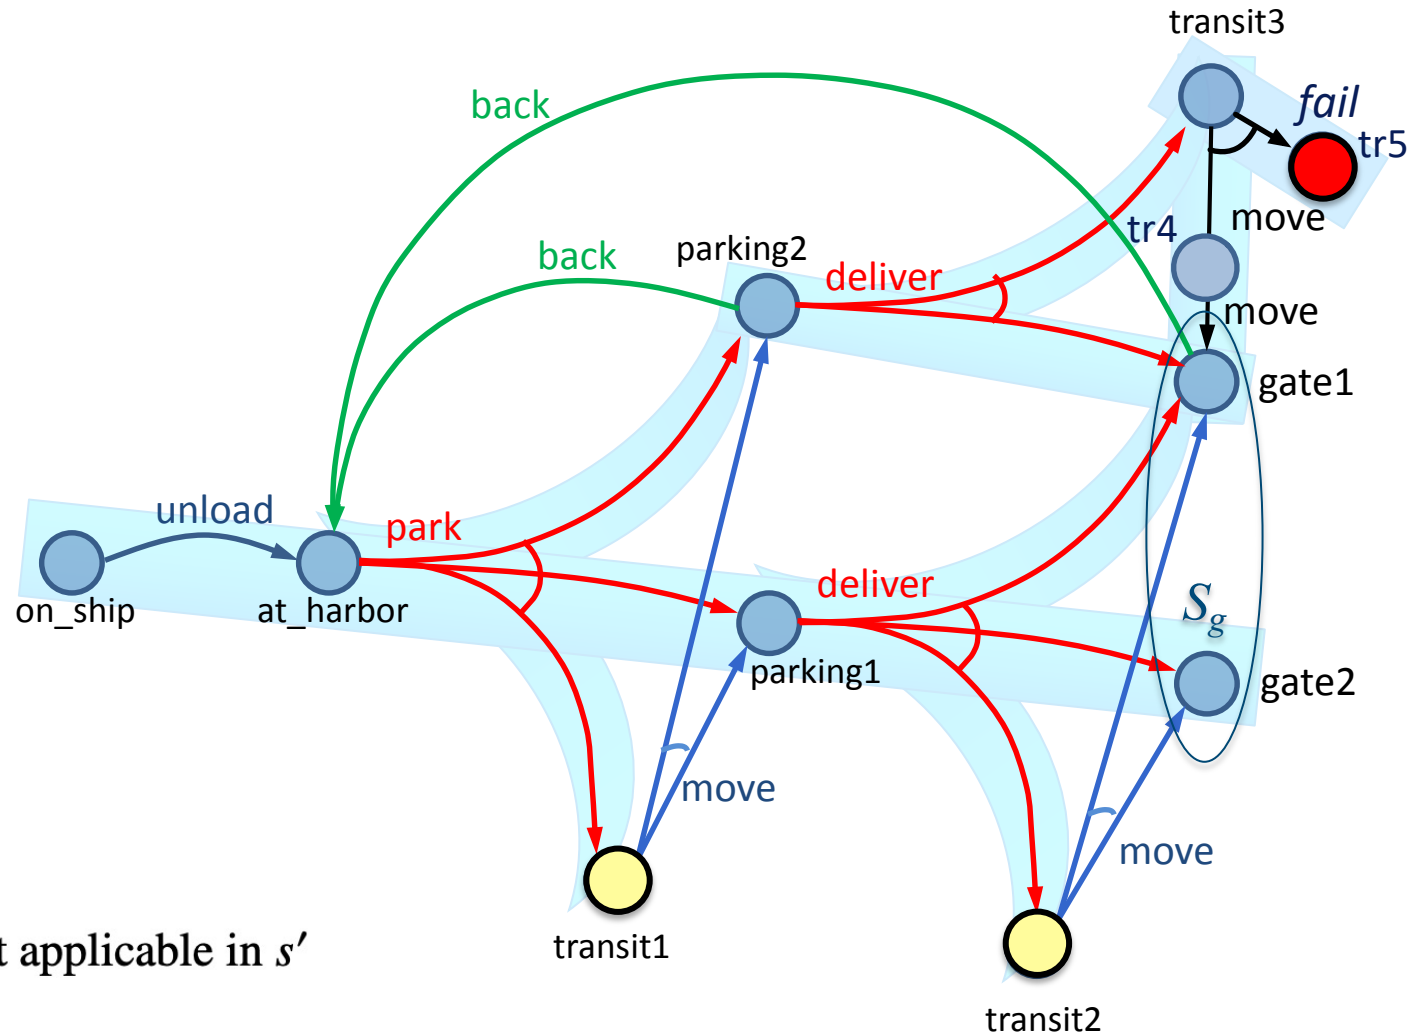 transit3
back
fail
tr5
move
tr4
parking2
back
deliver
move
gate1
unload
park
deliver
on_ship
at_harbor
S_g
parking1
gate2
move
move
transit1
t applicable in s′
transit2